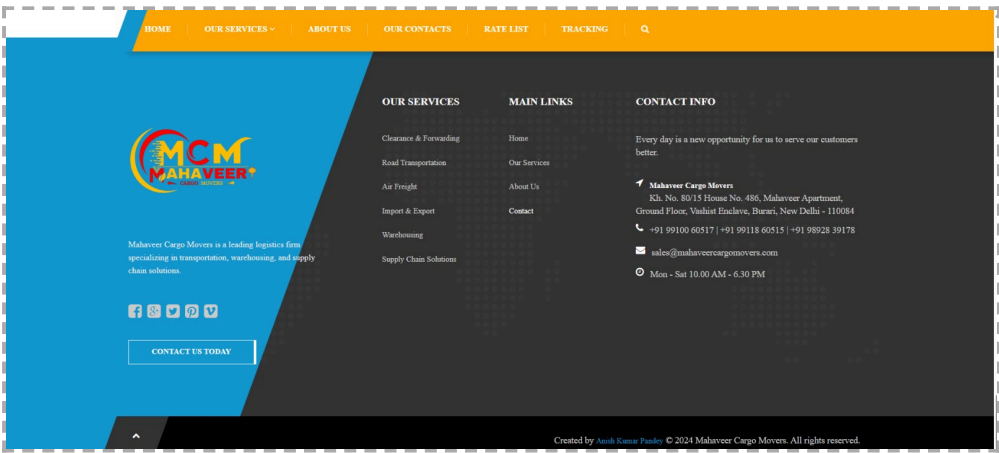 HOME OUR SERVICES ABOUT US OUR CONTACTS RATE LIST TRACKING
MCM
MAHAVEER
CARGO MOVERS
Mahaveer Cargo Movers is a leading logistics firm
specializing in transportation, warehousing, and supply
chain solutions.
CONTACT US TODAY
OUR SERVICES
Clearance & Forwarding
Road Transportation
Air Freight
Import & Export
Warehousing
Supply Chain Solutions
MAIN LINKS
Home
Our Services
About Us
Contact
CONTACT INFO
Every day is a new opportunity for us to serve our customers
better.
Mahaveer Cargo Movers
Kh. No. 80/15 House No. 486, Mahaveer Apartment,
Ground Floor, Vashist Enclave, Burari, New Delhi - 110084
+91 99100 60517 | +91 99118 60515 | +91 98928 39178
sales@mahaveercargomovers.com
Mon - Sat 10.00 AM - 6.30 PM
Created by Anish Kumar Pandey © 2024 Mahaveer Cargo Movers. All rights reserved.